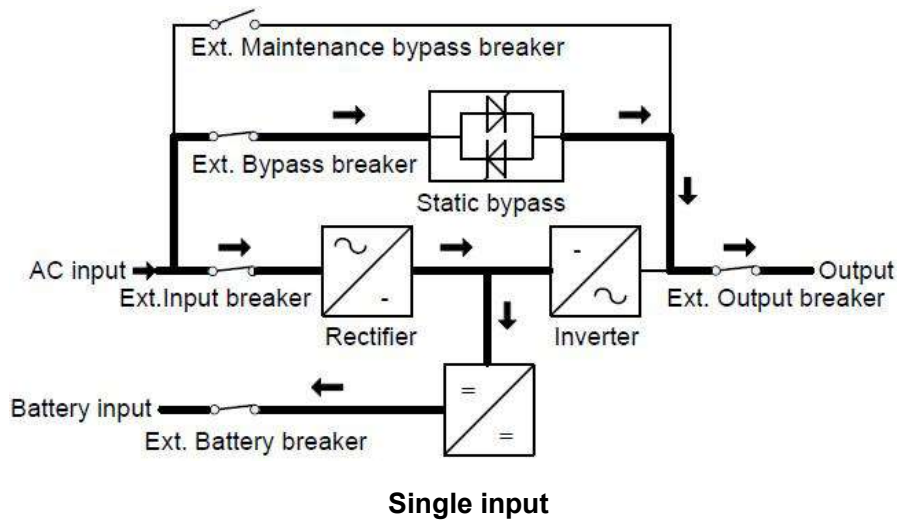 Ext. Maintenance bypass breaker
Ext. Bypass breaker
Static bypass
AC input
Ext.Input breaker
Rectifier
Inverter
Output
Ext. Output breaker
Battery input
Ext. Battery breaker
Single input